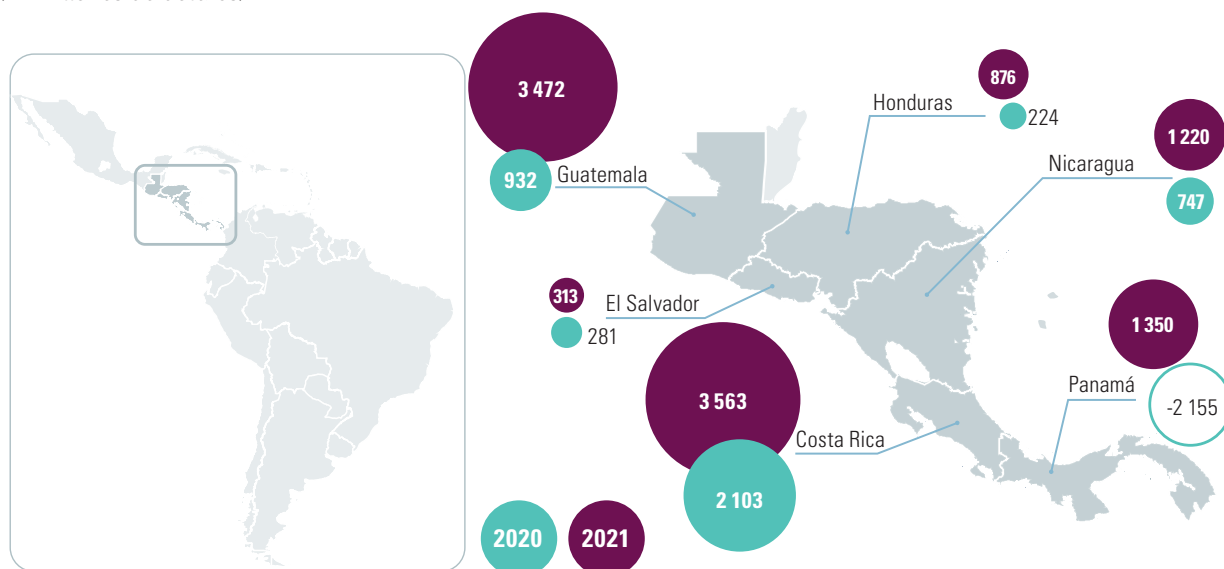 3 472
932
Guatemala
Honduras
876
224
Nicaragua
1 220
747
313
El Salvador
281
3 563
Costa Rica
2 103
1 350
Panamá
-2 155
2020
2021